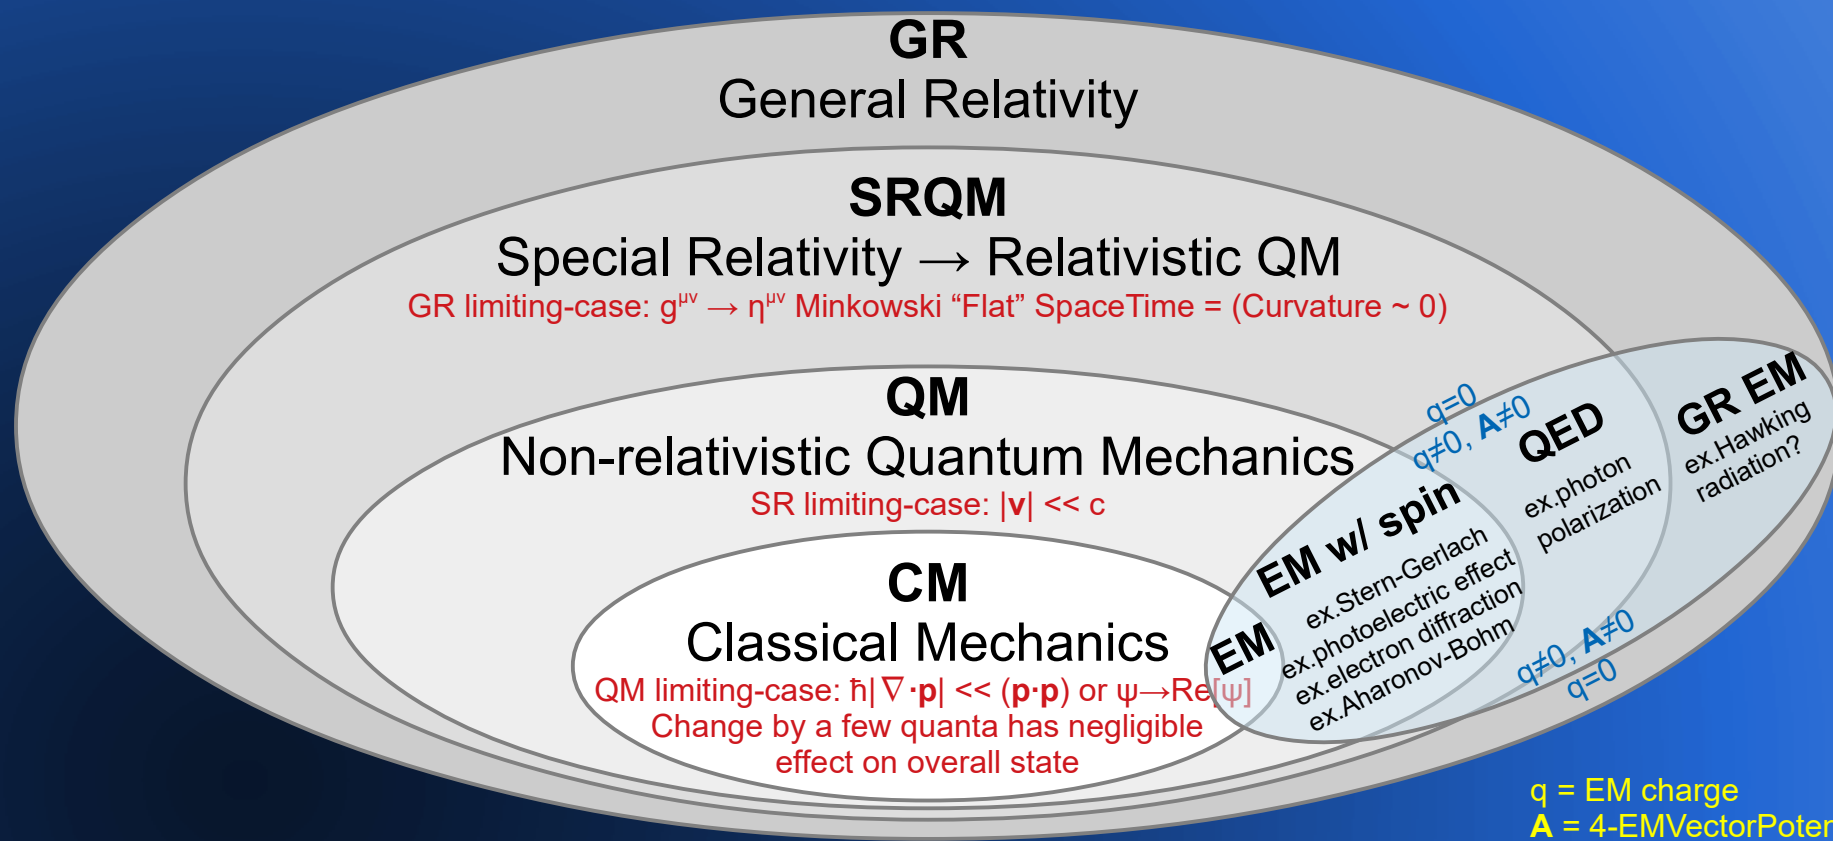 GR
General Relativity
SRQM
Special Relativity → Relativistic QM
GR limiting-case: g^μν → η^μν Minkowski “Flat” SpaceTime = (Curvature ~ 0)
QM
Non-relativistic Quantum Mechanics
SR limiting-case: |v| << c
CM
Classical Mechanics
QM limiting-case: ħ|∇·p| << (p·p) or ψ→Re[ψ]
Change by a few quanta has negligible
effect on overall state
EM
EM w/ spin
ex.Stern-Gerlach
ex.photoelectric effect
ex.electron diffraction
ex.Aharonov-Bohm
QED
ex.photon
polarization
GR EM
ex.Hawking
radiation?
q=0
q≠0, A≠0
q≠0, A≠0
q=0
q = EM charge
A = 4-EMVectorPoten